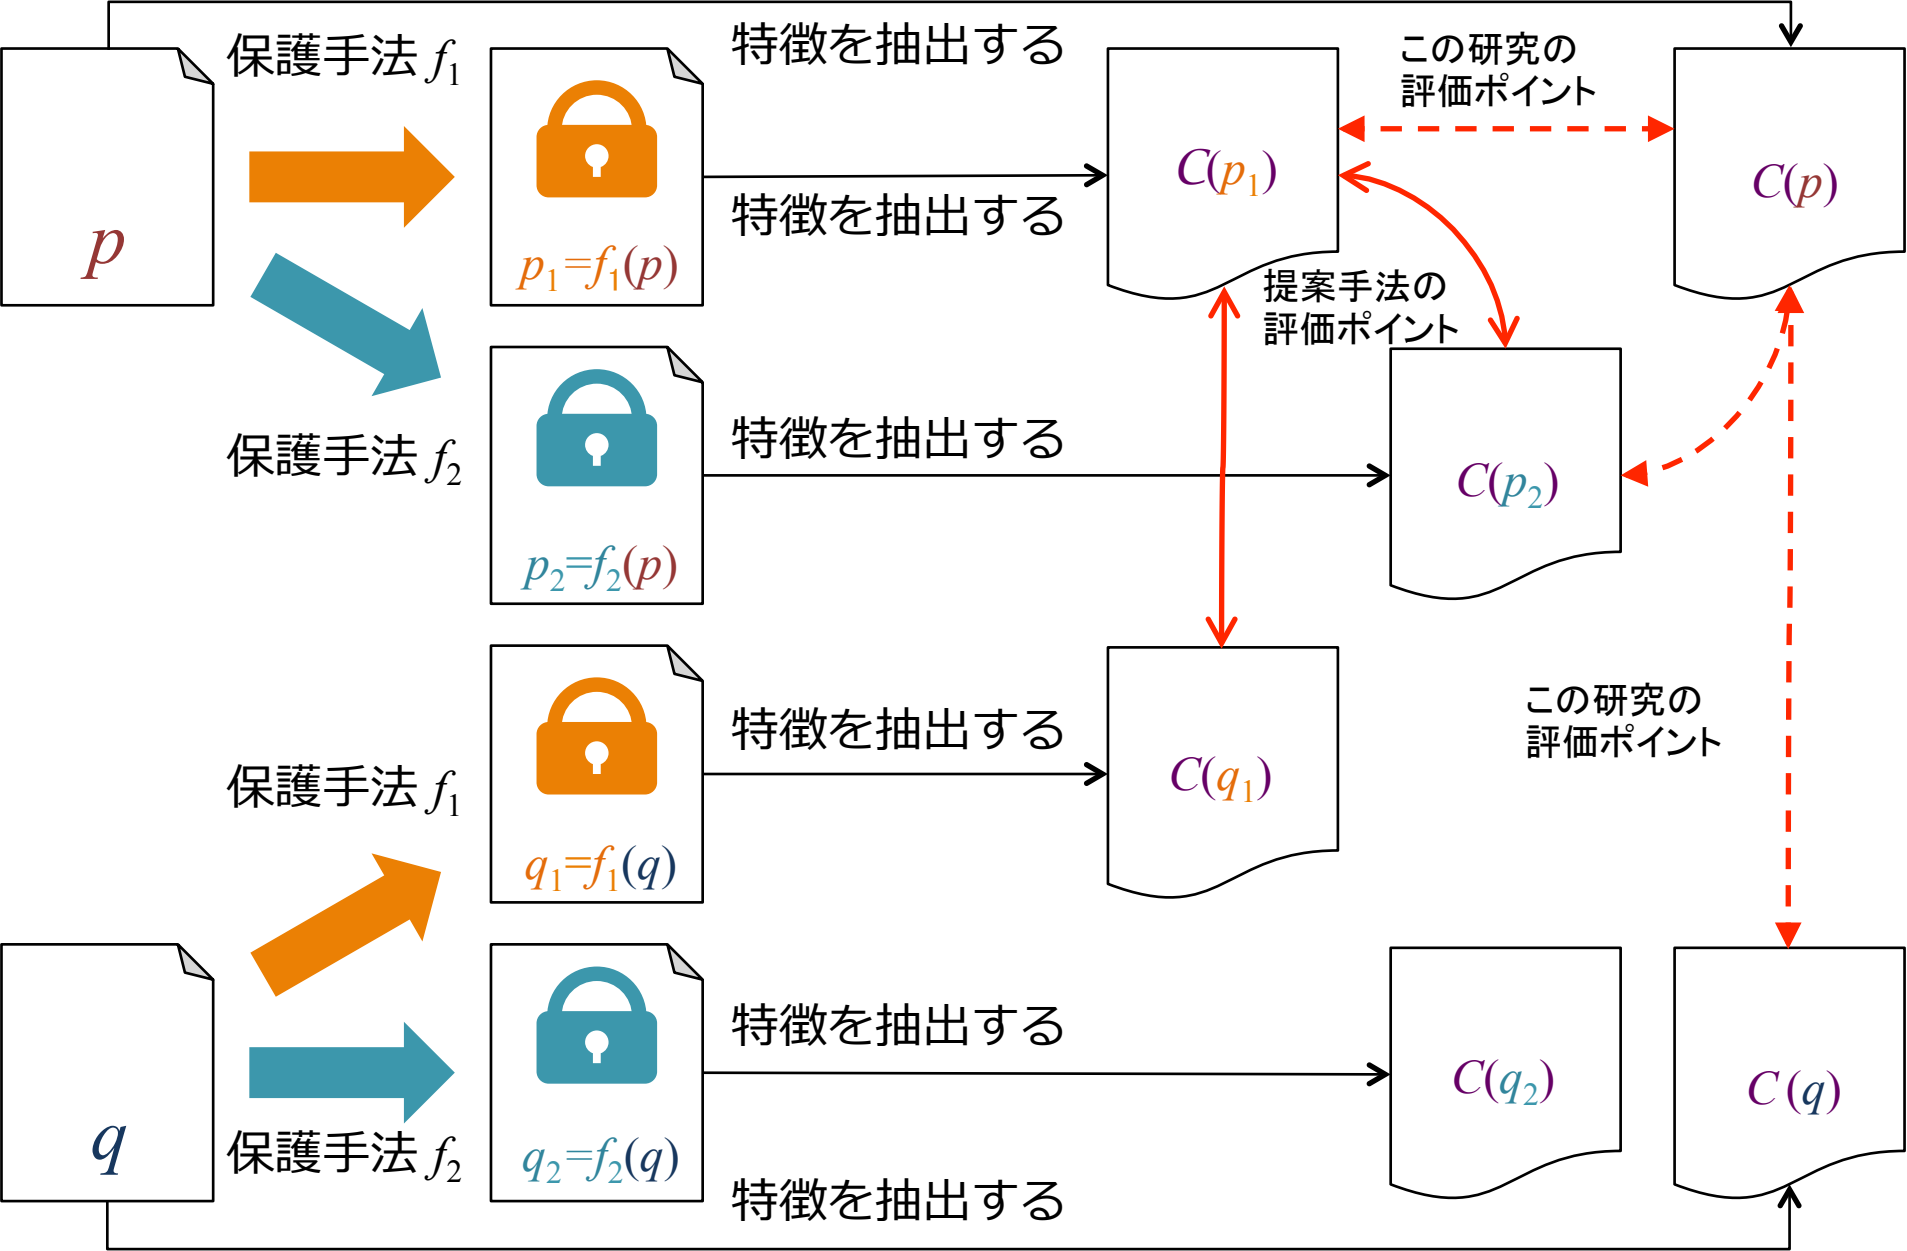 保護手法 f1
特徴を抽出する
この研究の
評価ポイント
p
p1=f1(p)
特徴を抽出する
C(p1)
C(p)
提案手法の
評価ポイント
保護手法 f2
p2=f2(p)
特徴を抽出する
C(p2)
保護手法 f1
q1=f1(q)
特徴を抽出する
C(q1)
この研究の
評価ポイント
q
保護手法 f2
q2=f2(q)
特徴を抽出する
C(q2)
C (q)
特徴を抽出する